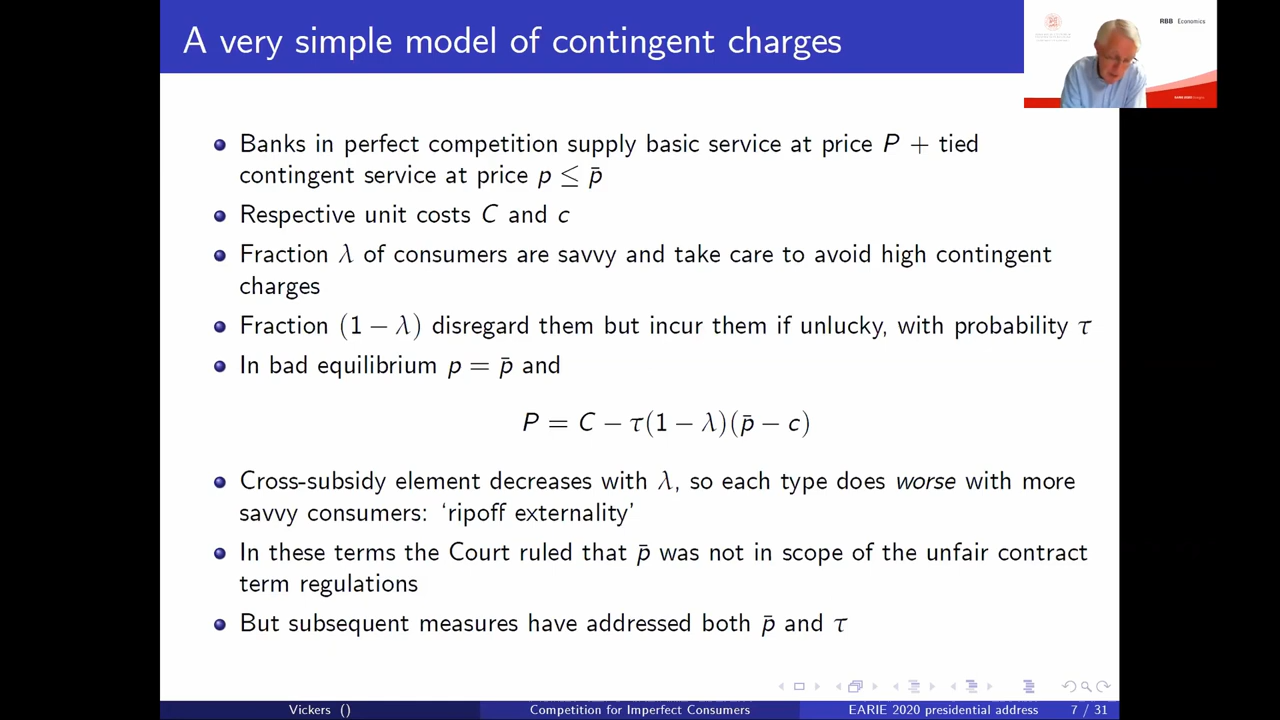 A very simple model of contingent charges
RBB Economics
Banks in perfect competition supply basic service at price P + tied
contingent service at price p ≤ p̄
Respective unit costs C and c
Fraction λ of consumers are savvy and take care to avoid high contingent
charges
Fraction (1 − λ) disregard them but incur them if unlucky, with probability τ
In bad equilibrium p = p̄ and
P = C − τ(1 − λ)(p̄ − c)
Cross-subsidy element decreases with λ, so each type does worse with more
savvy consumers: ‘ripoff externality’
In these terms the Court ruled that p̄ was not in scope of the unfair contract
term regulations
But subsequent measures have addressed both p̄ and τ
Vickers () Competition for Imperfect Consumers EARIE 2020 presidential address 7 / 31